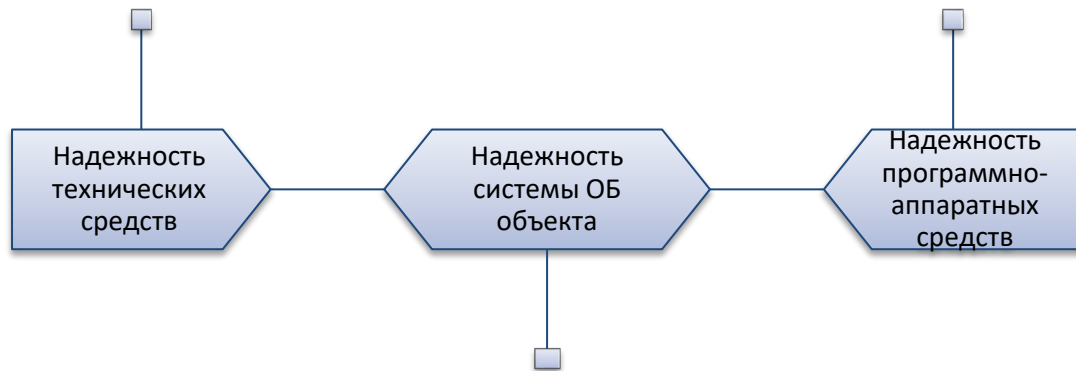 Надежность
технических
средств
Надежность
системы ОБ
объекта
Надежность
программно-
аппаратных
средств